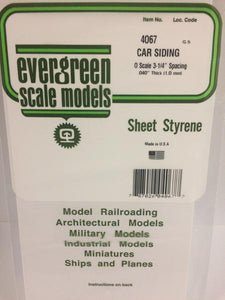 Item No. Loc. Code
4067
CAR SIDING
O Scale 3-1/4" Spacing
.040" Thick (1.0 mm)
evergreen
scale models
Sheet Styrene
Made in U S A
Model Railroading
Architectural Models
Military Models
Industrial Models
Miniatures
Ships and Planes
Instructions on back